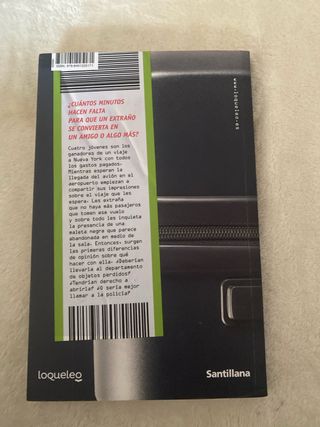 ¿CUÁNTOS MINUTOS
HACEN FALTA
PARA QUE UN EXTRAÑO
SE CONVIERTA EN
UN AMIGO O ALGO MÁS?
Cuatro jóvenes son los
ganadores de un viaje
a Nueva York con todos
los gastos pagados.
Mientras esperan la
llegada del avión en el
aeropuerto empiezan a
compartir sus impresiones
sobre el viaje que les
espera. Les extraña
que no haya más pasajeros
que tomen ese vuelo
y sobre todo les inquieta
la presencia de una
maleta negra que parece
abandonada en medio de
la sala. Entonces, surgen
las primeras diferencias
de opinión sobre qué
hacer con ella. ¿Deberían
llevarla al departamento
de objetos perdidos?
¿Tendrían derecho a
abrirla? ¿O sería mejor
llamar a la policía?
www.loqueleo.es
loqueleo
Santillana